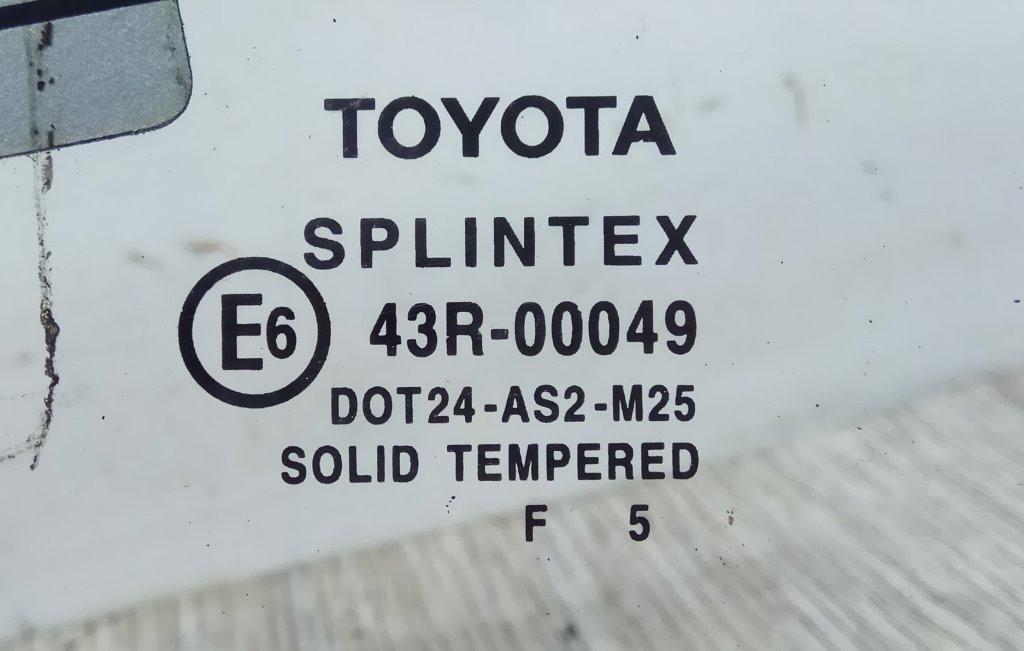 TOYOTA
SPLINTEX
E6 43R-00049
DOT24-AS2-M25
SOLID TEMPERED
F 5